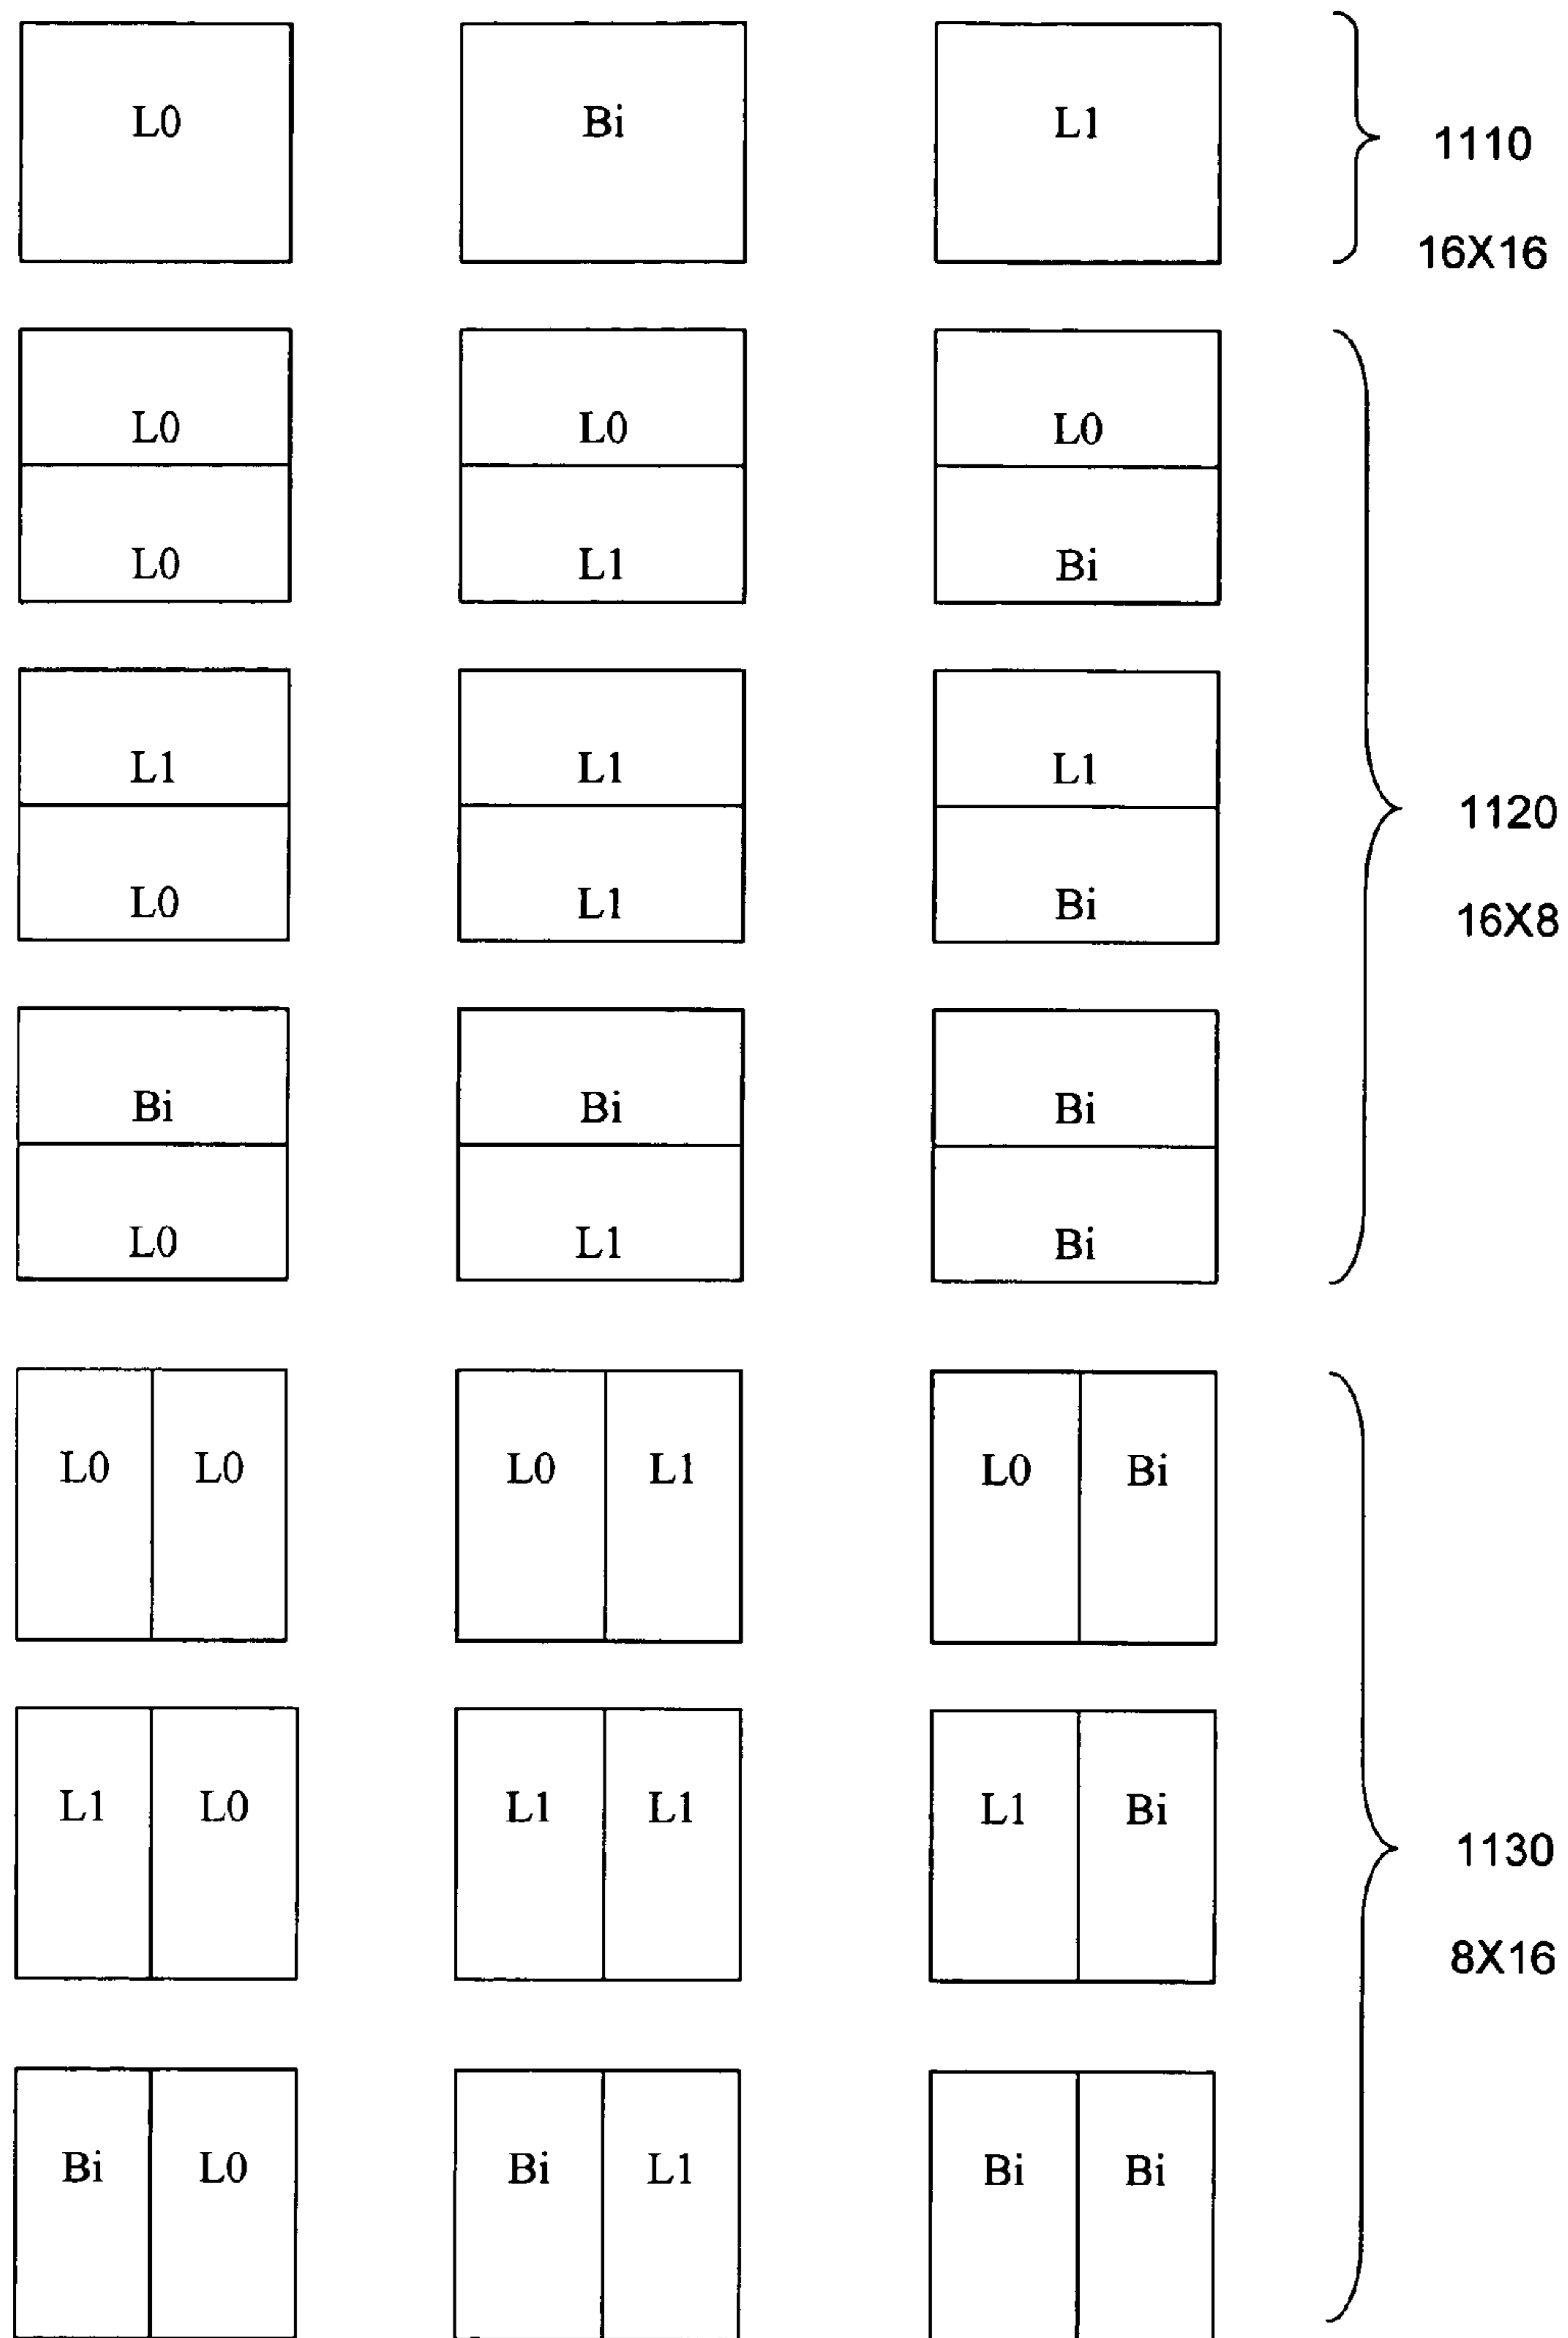 L0 Bi L1
1110
16X16
L0 L0 L0
L0 L1 Bi
L1 L1 L1
1120
L0 L1 Bi
16X8
Bi Bi Bi
L0 L1 Bi
L0 L0 L0 L1 L0 Bi
L1 L0 L1 L1 L1 Bi
1130
8X16
Bi L0 Bi L1 Bi Bi